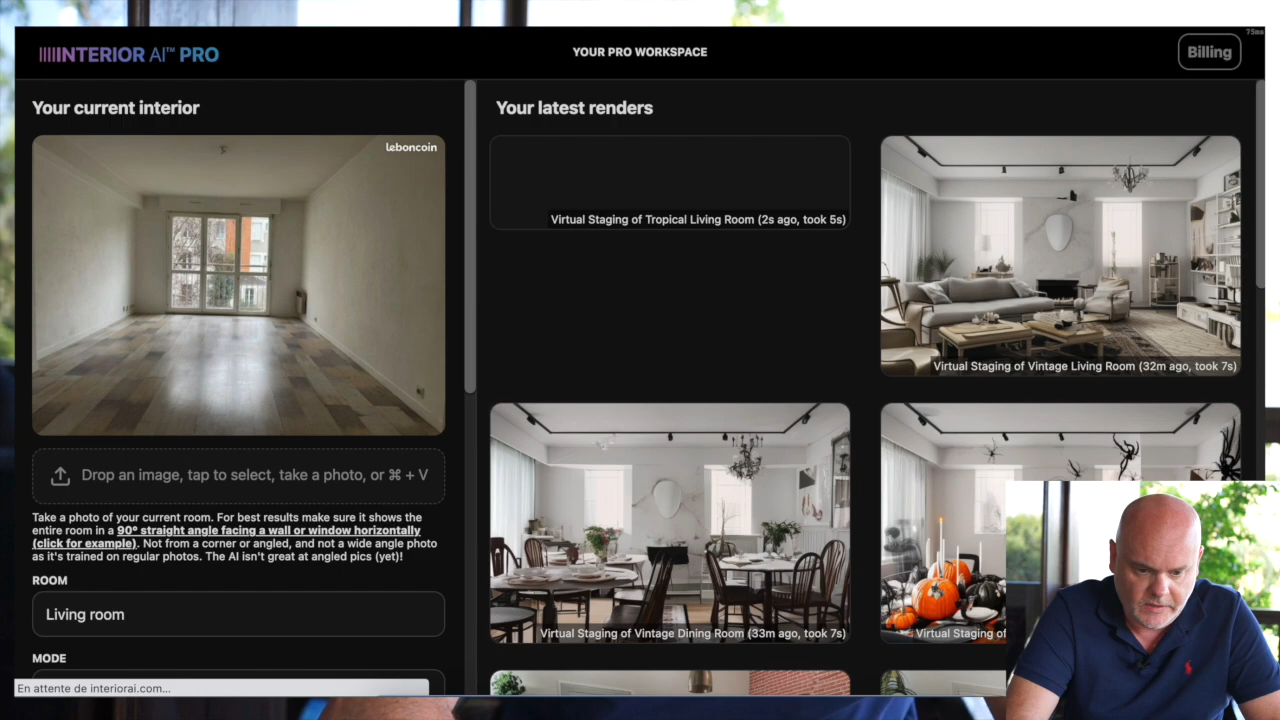 INTERIOR AI™ PRO
YOUR PRO WORKSPACE
75ms
Billing
Your current interior
leboncoin
Drop an image, tap to select, take a photo, or ⌘ + V
Take a photo of your current room. For best results make sure it shows the
entire room in a 90º straight angle facing a wall or window horizontally
(click for example). Not from a corner or angled, and not a wide angle photo
as it's trained on regular photos. The AI isn't great at angled pics (yet)!
ROOM
Living room
MODE
En attente de interiorai.com...
Your latest renders
Virtual Staging of Tropical Living Room (2s ago, took 5s)
Virtual Staging of Vintage Living Room (32m ago, took 7s)
Virtual Staging of Vintage Dining Room (33m ago, took 7s)
Virtual Staging of